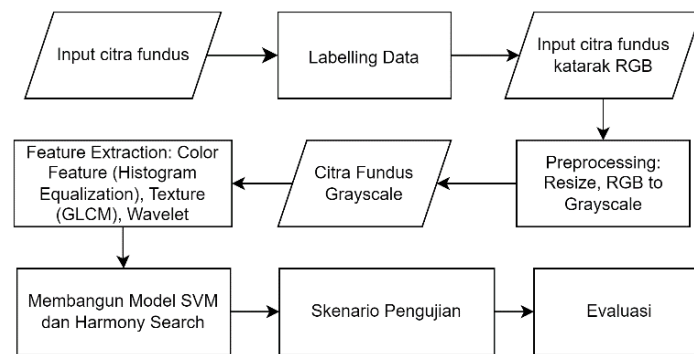 Input citra fundus
Labelling Data
Input citra fundus
katarak RGB
Feature Extraction: Color
Feature (Histogram
Equalization), Texture
(GLCM), Wavelet
Citra Fundus
Grayscale
Preprocessing:
Resize, RGB to
Grayscale
Membangun Model SVM
dan Harmony Search
Skenario Pengujian
Evaluasi